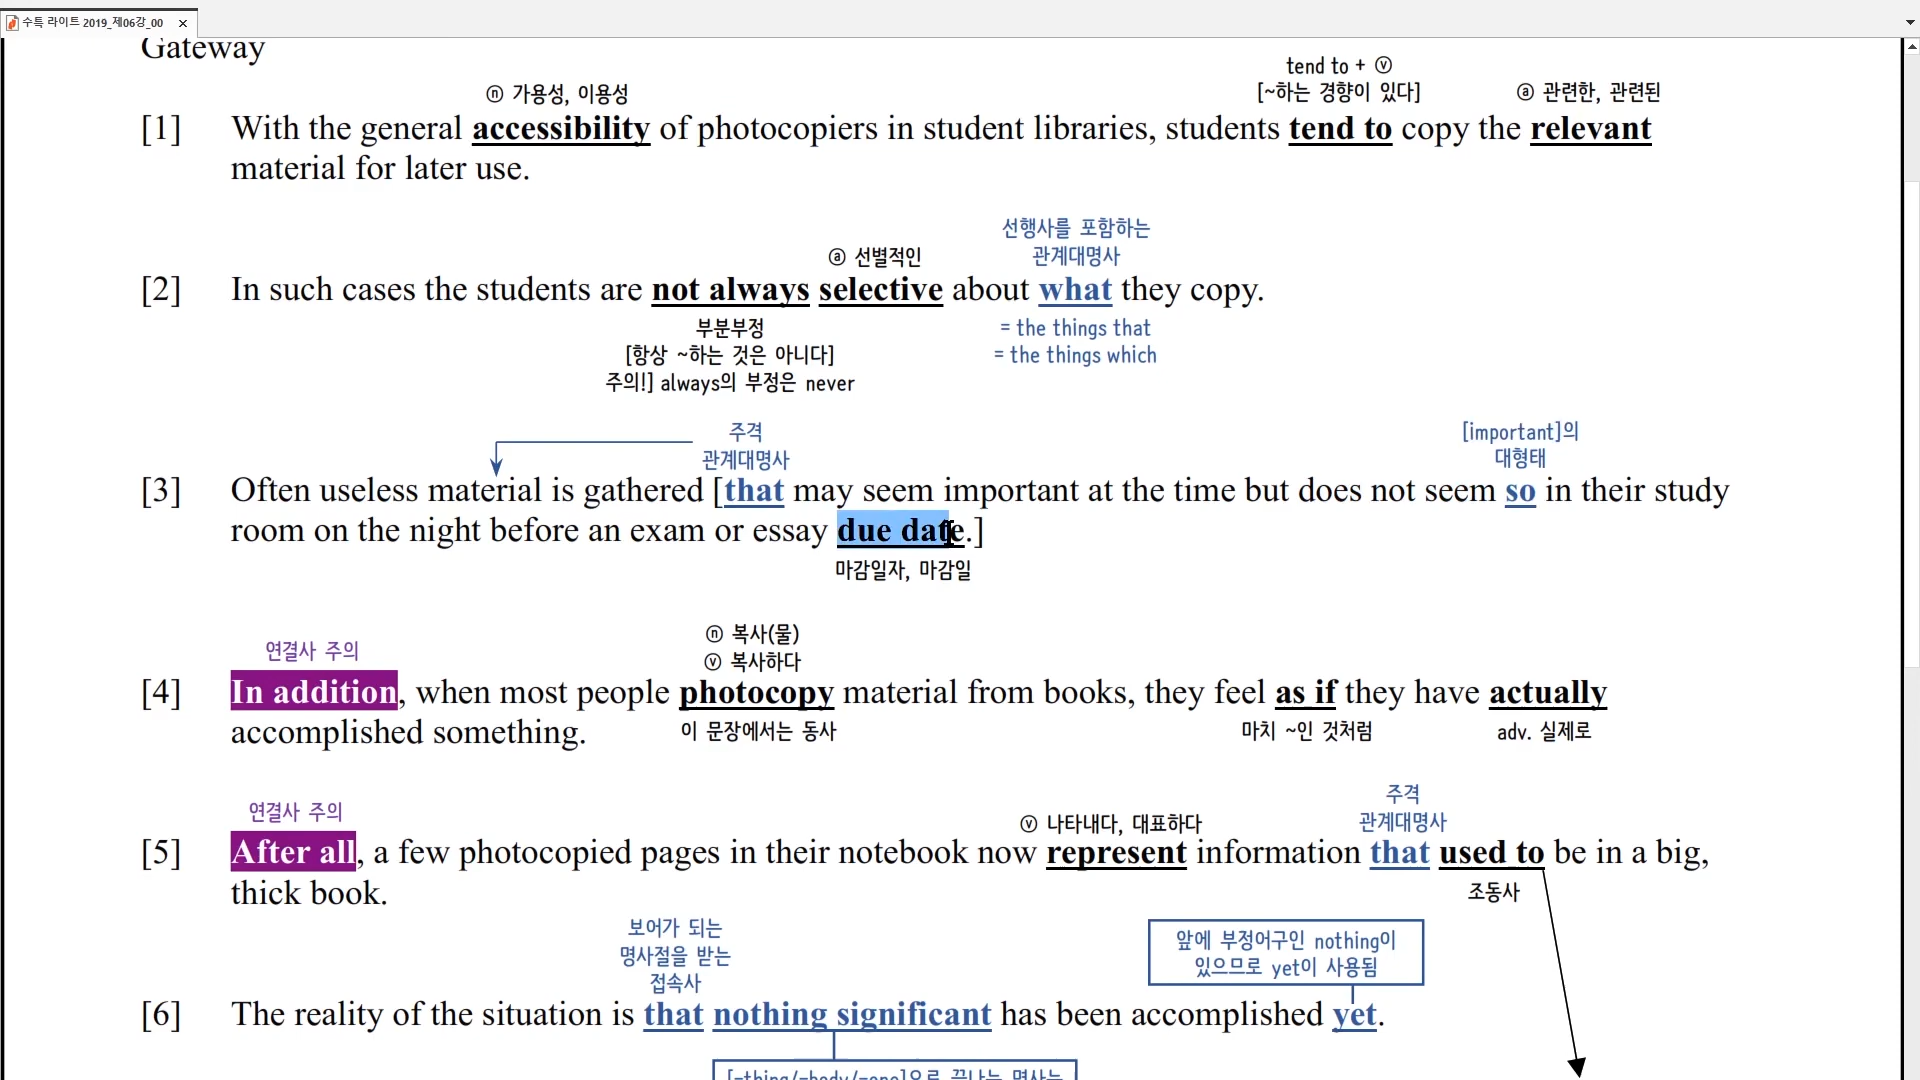 수특 라이트 2019_제06강_00
Gateway
tend to + ⓥ
[~하는 경향이 있다]
ⓝ 가용성, 이용성
ⓐ 관련한, 관련된
[1] With the general accessibility of photocopiers in student libraries, students tend to copy the relevant
material for later use.
선행사를 포함하는
관계대명사
ⓐ 선별적인
[2] In such cases the students are not always selective about what they copy.
부분부정
[항상 ~하는 것은 아니다]
주의!] always의 부정은 never
= the things that
= the things which
주격
관계대명사
[important]의
대형태
[3] Often useless material is gathered [that may seem important at the time but does not seem so in their study
room on the night before an exam or essay due date.]
마감일자, 마감일
연결사 주의
ⓝ 복사(물)
ⓥ 복사하다
[4] In addition, when most people photocopy material from books, they feel as if they have actually
accomplished something.
이 문장에서는 동사
마치 ~인 것처럼
adv. 실제로
연결사 주의
ⓥ 나타내다, 대표하다
주격
관계대명사
[5] After all, a few photocopied pages in their notebook now represent information that used to be in a big,
thick book.
조동사
보어가 되는
명사절을 받는
접속사
앞에 부정어구인 nothing이
있으므로 yet이 사용됨
[6] The reality of the situation is that nothing significant has been accomplished yet.
[-thing/-body/-one]으로 끝나는 명사는